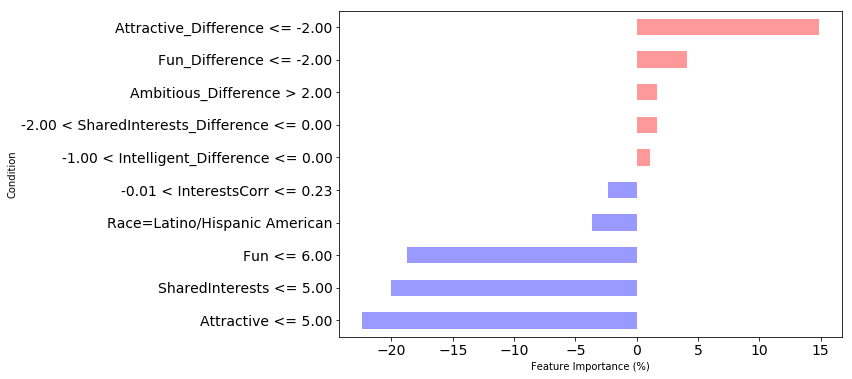 Attractive_Difference <= -2.00
Fun_Difference <= -2.00
Ambitious_Difference > 2.00
-2.00 < SharedInterests_Difference <= 0.00
-1.00 < Intelligent_Difference <= 0.00
-0.01 < InterestsCorr <= 0.23
Race=Latino/Hispanic American
Fun <= 6.00
SharedInterests <= 5.00
Attractive <= 5.00
Condition
−20 −15 −10 −5 0 5 10 15
Feature Importance (%)